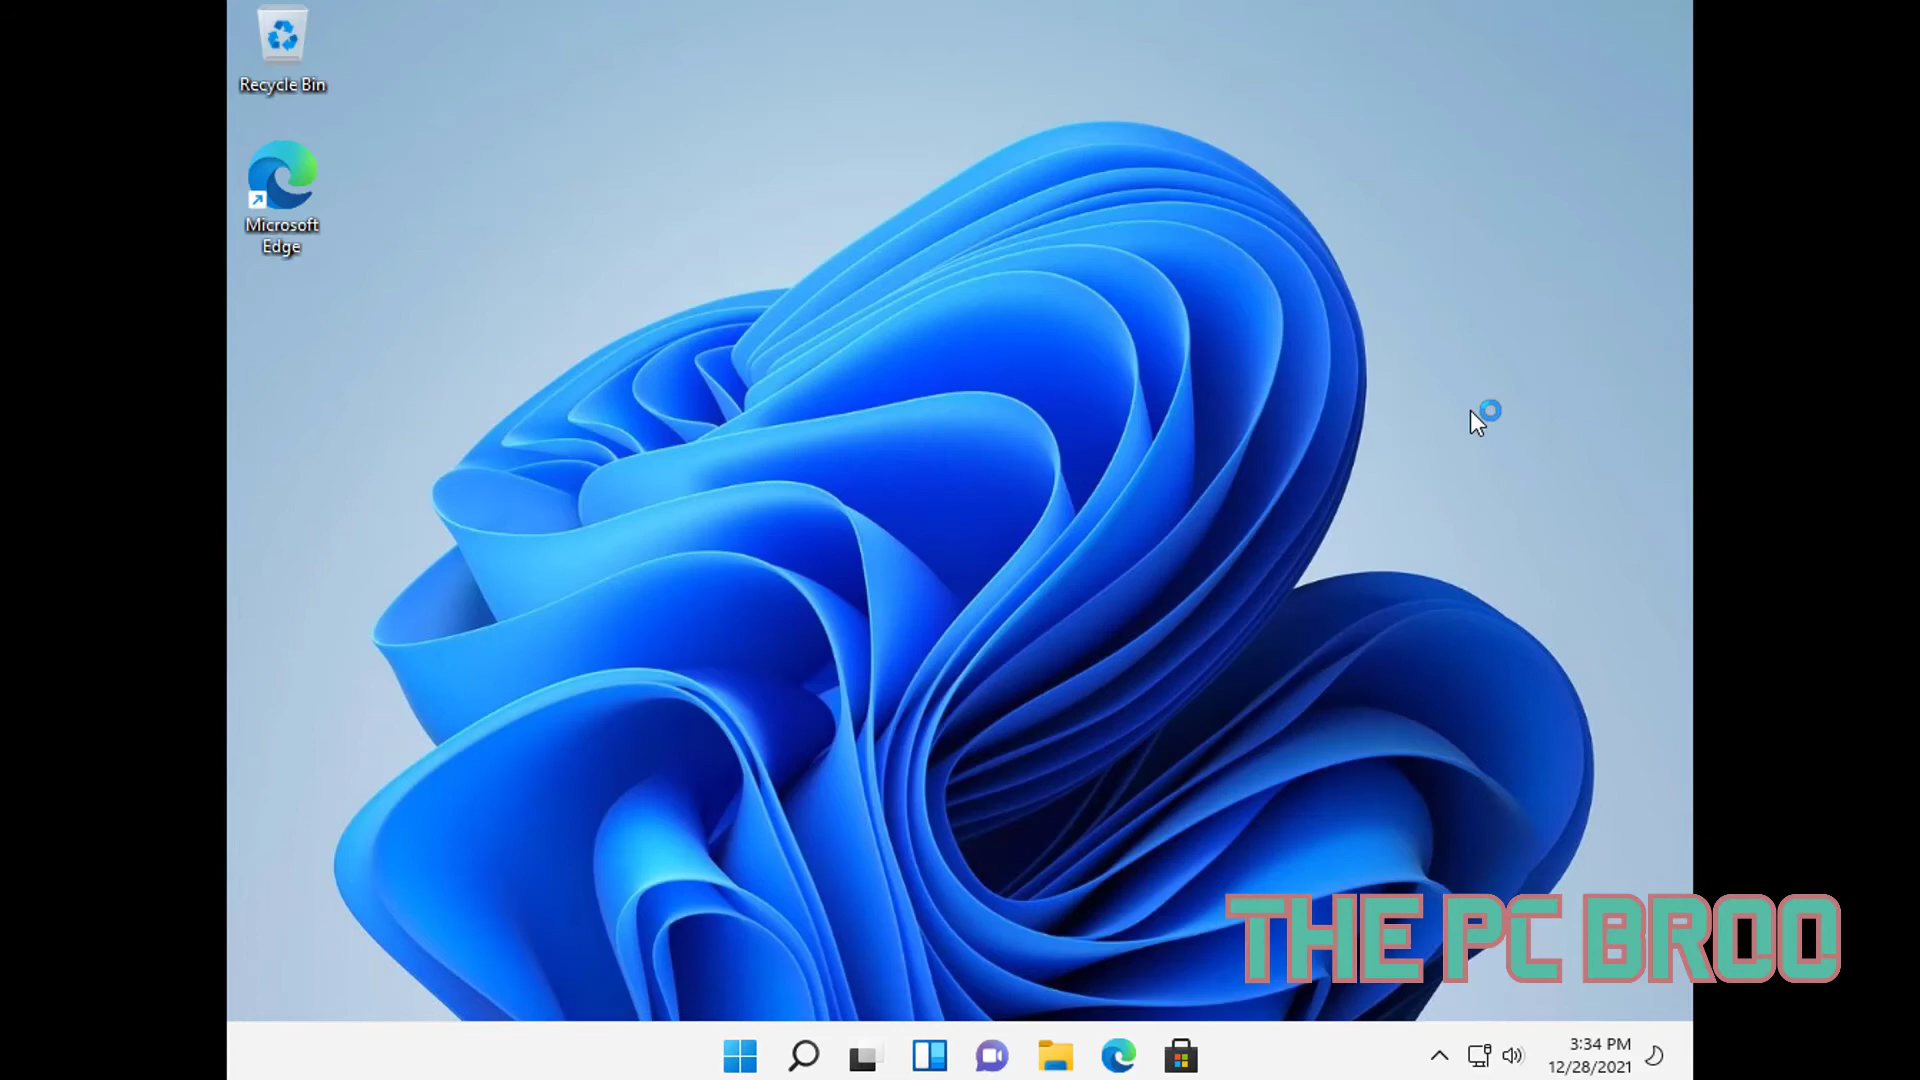 Recycle Bin
Microsoft
Edge
THE PC BROO
3:34 PM
12/28/2021